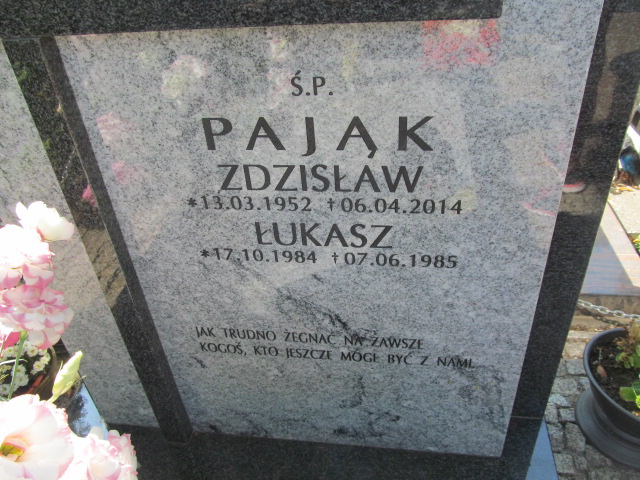 Ś.P.
PAJĄK
ZDZISŁAW
*13.03.1952 †06.04.2014
ŁUKASZ
*17.10.1984 †07.06.1985
JAK TRUDNO ŻEGNAĆ NA ZAWSZE
KOGOŚ, KTO JESZCZE MÓGŁ BYĆ Z NAMI.